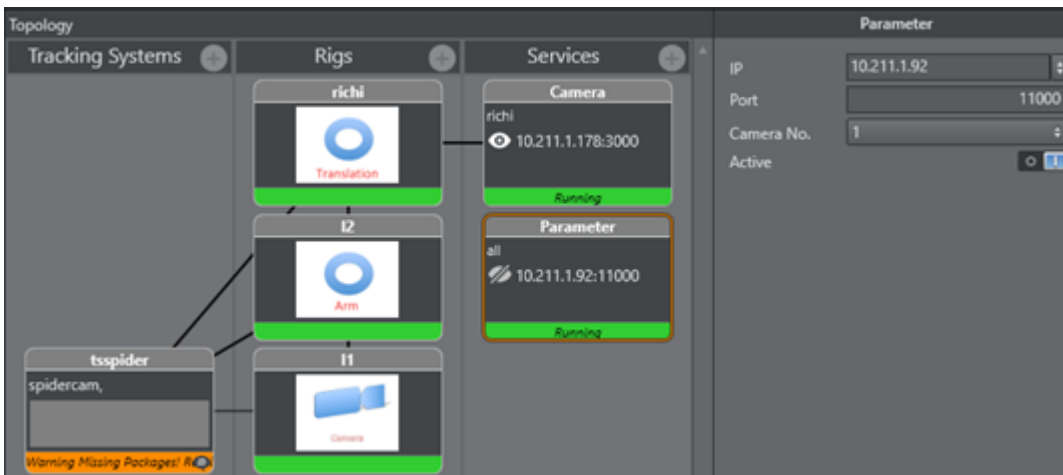 Topology
Tracking Systems
Rigs
Services
richi
Translation
Camera
richi
10.211.1.178:3000
Running
I2
Arm
Parameter
all
10.211.1.92:11000
Running
tsspider
spidercam,
Warning Missing Packages!
I1
Camera
Parameter
IP
10.211.1.92
Port
11000
Camera No.
1
Active